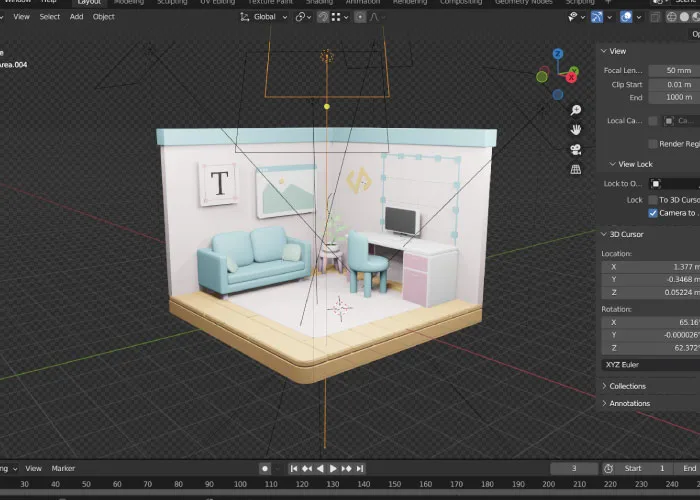 Window Help Layout Modeling Sculpting UV Editing Texture Paint Shading Animation Rendering Compositing Geometry Nodes Scripting
View Select Add Object Global
Op
View
Area.004
Focal Len... 50 mm
Clip Start 0.01 m
End 1000 m
Local Ca... Ca...
Render Regi
View Lock
Lock to O...
Lock To 3D Curso
Camera to
3D Cursor
Location:
X 1.377 m
Y -0.3468 m
Z 0.05224 m
Rotation:
X 65.16°
Y -0.000026°
Z 62.372°
XYZ Euler
Collections
Annotations
Z
Y
X
T
</>
View Marker 3 Start 1 End
30 40 50 60 70 80 90 100 110 120 130 140 150 160 170 180 190 200 210 220 230 240